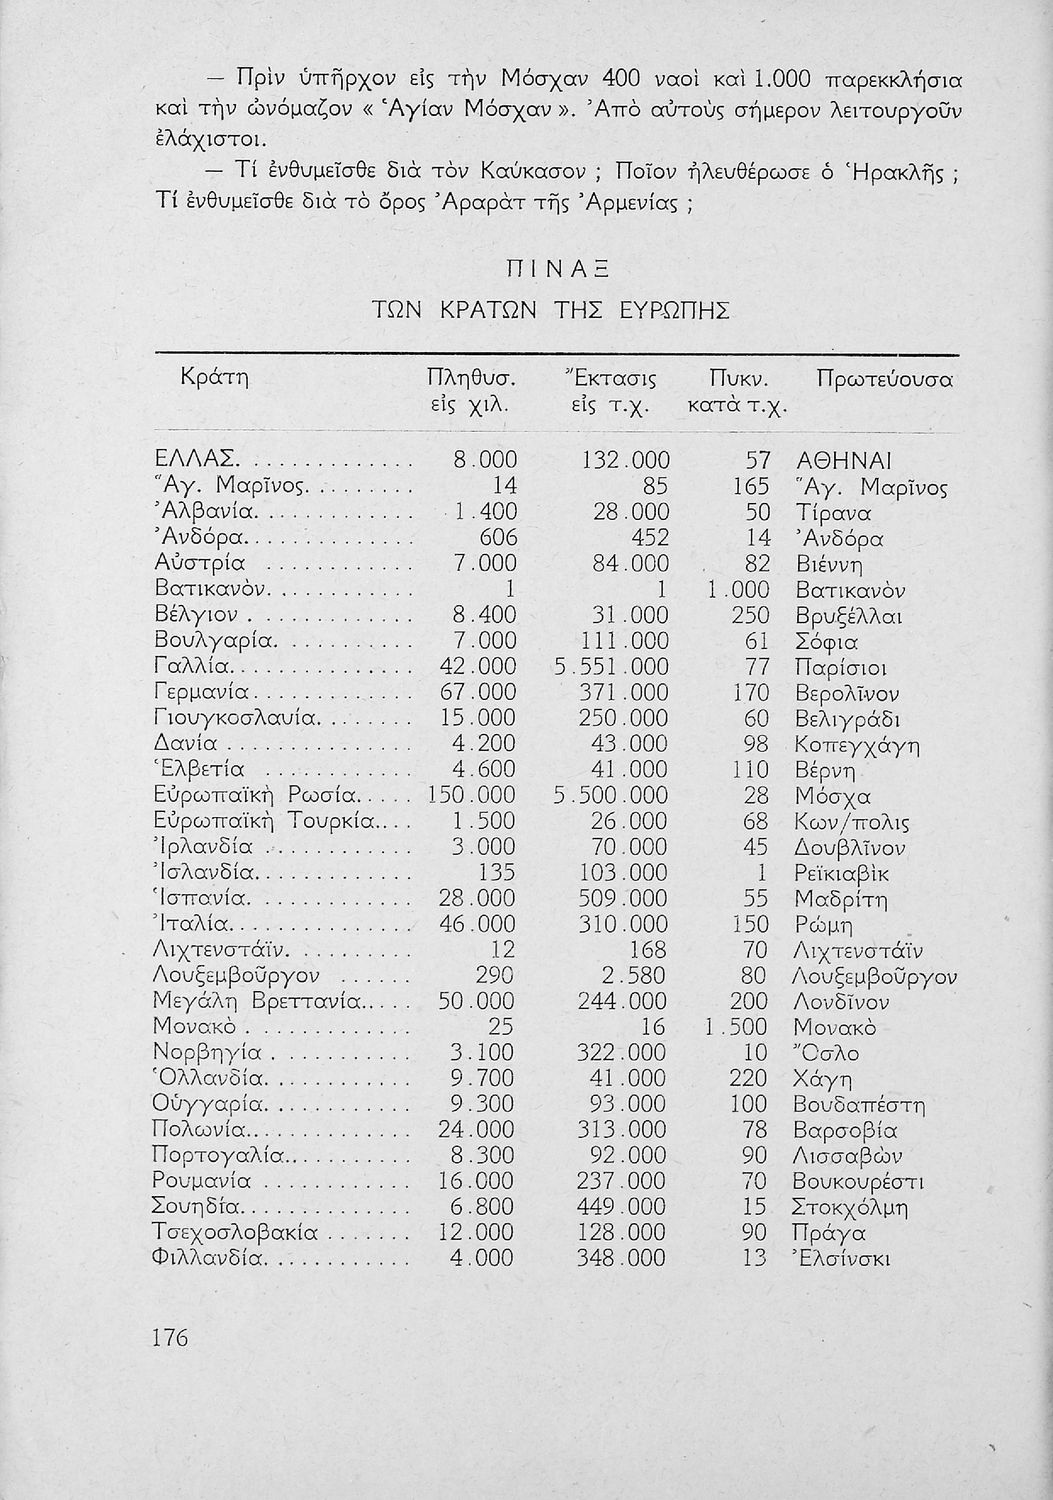 — Πρὶν ὑπῆρχον εἰς τὴν Μόσχαν 400 ναοὶ καὶ 1.000 παρεκκλήσια
καὶ τὴν ὠνόμαζον « Ἁγίαν Μόσχαν ». Ἀπὸ αὐτοὺς σήμερον λειτουργοῦν
ἐλάχιστοι.
— Τί ἐνθυμεῖσθε διὰ τὸν Καύκασον ; Ποῖον ἠλευθέρωσε ὁ Ἡρακλῆς ;
Τί ἐνθυμεῖσθε διὰ τὸ ὄρος Ἀραρὰτ τῆς Ἀρμενίας ;
ΠΙΝΑΞ
ΤΩΝ ΚΡΑΤΩΝ ΤΗΣ ΕΥΡΩΠΗΣ
Κράτη Πληθυσ. Ἔκτασις Πυκν. Πρωτεύουσα
εἰς χιλ. εἰς τ.χ. κατὰ τ.χ.
ΕΛΛΑΣ. ............ 8.000 132.000 57 ΑΘΗΝΑΙ
Ἅγ. Μαρῖνος. ........ 14 85 165 Ἅγ. Μαρῖνος
Ἀλβανία. ............ 1.400 28.000 50 Τίρανα
Ἀνδόρα. ............ 606 452 14 Ἀνδόρα
Αὐστρία ............ 7.000 84.000 82 Βιέννη
Βατικανὸν. ........... 1 1 1.000 Βατικανὸν
Βέλγιον ............. 8.400 31.000 250 Βρυξέλλαι
Βουλγαρία. .......... 7.000 111.000 61 Σόφια
Γαλλία. ............. 42.000 5.551.000 77 Παρίσιοι
Γερμανία. ........... 67.000 371.000 170 Βερολῖνον
Γιουγκοσλαυία. ....... 15.000 250.000 60 Βελιγράδι
Δανία .............. 4.200 43.000 98 Κοπεγχάγη
Ἑλβετία ............ 4.600 41.000 110 Βέρνη
Εὐρωπαϊκὴ Ρωσία. .... 150.000 5.500.000 28 Μόσχα
Εὐρωπαϊκὴ Τουρκία. ... 1.500 26.000 68 Κων/πολις
Ἰρλανδία ............ 3.000 70.000 45 Δουβλῖνον
Ἰσλανδία. ........... 135 103.000 1 Ρεϊκιαβὶκ
Ἱσπανία. ............ 28.000 509.000 55 Μαδρίτη
Ἰταλία. ............. 46.000 310.000 150 Ρώμη
Λιχτενστάϊν. ......... 12 168 70 Λιχτενστάϊν
Λουξεμβοῦργον ...... 290 2.580 80 Λουξεμβοῦργον
Μεγάλη Βρεττανία. .... 50.000 244.000 200 Λονδῖνον
Μονακὸ ............. 25 16 1.500 Μονακὸ
Νορβηγία ........... 3.100 322.000 10 Ὄσλο
Ὁλλανδία. ........... 9.700 41.000 220 Χάγη
Οὑγγαρία. ........... 9.300 93.000 100 Βουδαπέστη
Πολωνία. ............ 24.000 313.000 78 Βαρσοβία
Πορτογαλία. ......... 8.300 92.000 90 Λισσαβὼν
Ρουμανία ............ 16.000 237.000 70 Βουκουρέστι
Σουηδία. ............ 6.800 449.000 15 Στοκχόλμη
Τσεχοσλοβακία ....... 12.000 128.000 90 Πράγα
Φιλλανδία. ........... 4.000 348.000 13 Ἑλσίνσκι
176